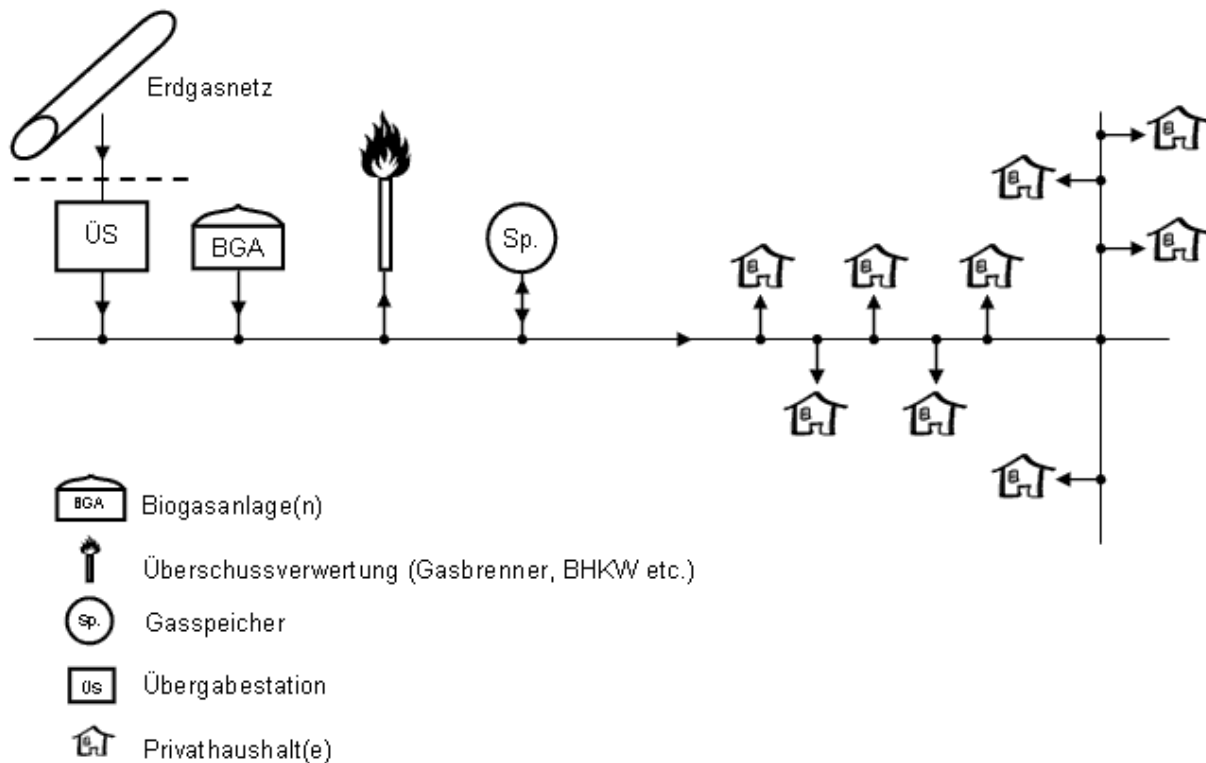 Erdgasnetz
ÜS
BGA
Sp.
BGA Biogasanlage(n)
Überschussverwertung (Gasbrenner, BHKW etc.)
Sp. Gasspeicher
ÜS Übergabestation
Privathaushalt(e)